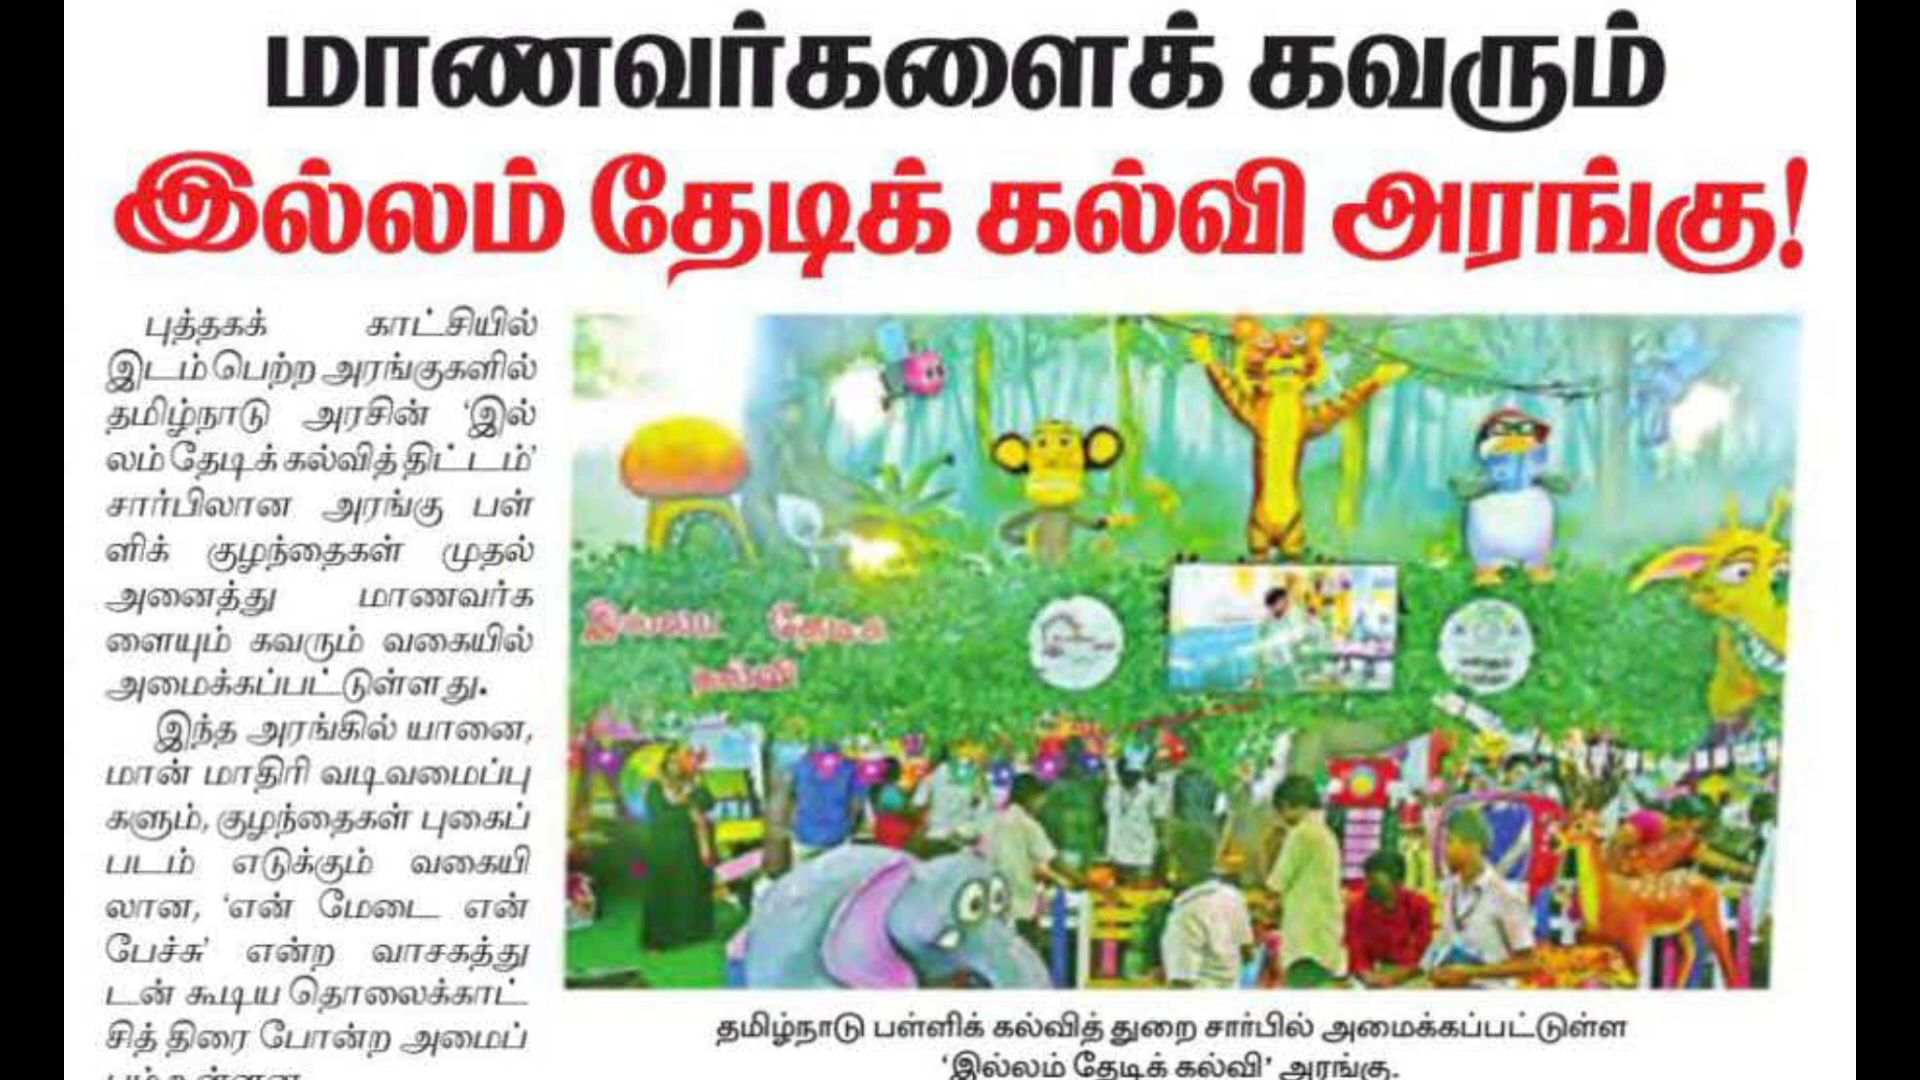 மாணவர்களைக் கவரும்
இல்லம் தேடிக் கல்வி அரங்கு!
புத்தகக் காட்சியில்
இடம்பெற்ற அரங்குகளில்
தமிழ்நாடு அரசின் ‘இல்
லம் தேடிக் கல்வித் திட்டம்’
சார்பிலான அரங்கு பள்
ளிக் குழந்தைகள் முதல்
அனைத்து மாணவர்க
ளையும் கவரும் வகையில்
அமைக்கப்பட்டுள்ளது.
இந்த அரங்கில் யானை,
மான் மாதிரி வடிவமைப்பு
களும், குழந்தைகள் புகைப்
படம் எடுக்கும் வகையி
லான, ‘என் மேடை என்
பேச்சு’ என்ற வாசகத்து
டன் கூடிய தொலைக்காட்
சித் திரை போன்ற அமைப்
தேடிக்
கல்வி
தமிழ்நாடு பள்ளிக் கல்வித் துறை சார்பில் அமைக்கப்பட்டுள்ள
‘இல்லம் தேடிக் கல்வி’ அரங்கு.